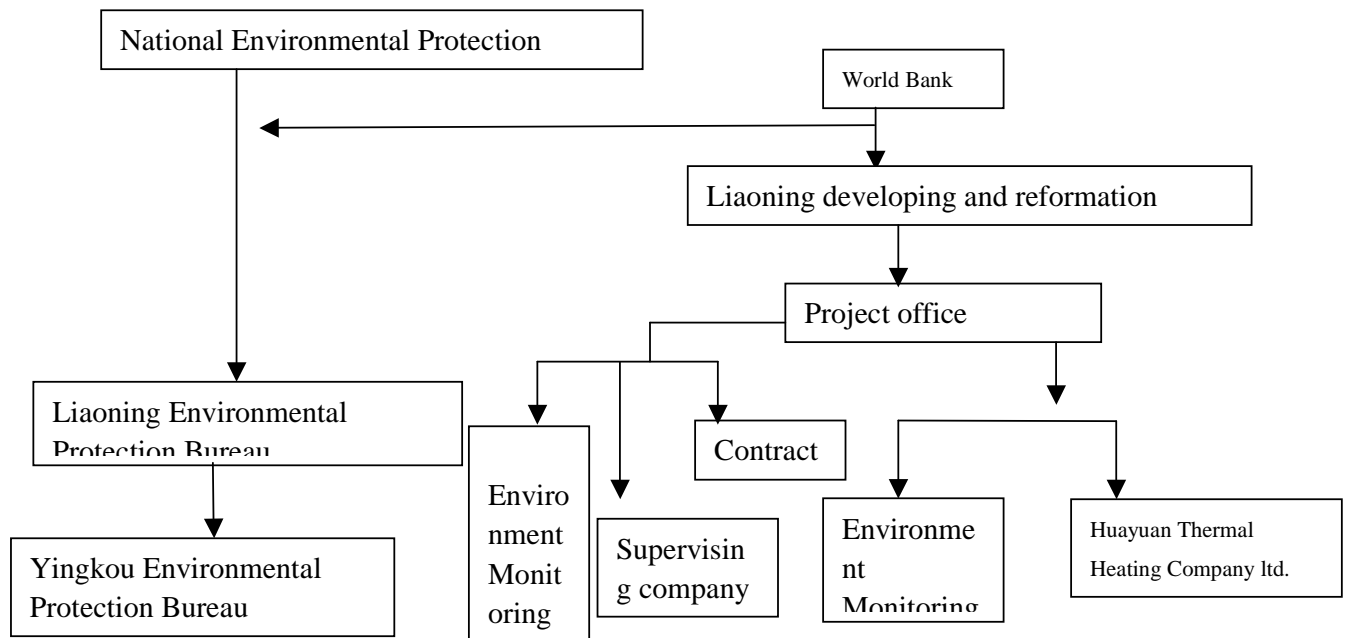 National Environmental Protection
World Bank
Liaoning developing and reformation
Project office
Liaoning Environmental
Protection Bureau
Contract
Enviro
nment
Monit
oring
Supervisin
g company
Environme
nt
Monitoring
Huayuan Thermal
Heating Company ltd.
Yingkou Environmental
Protection Bureau